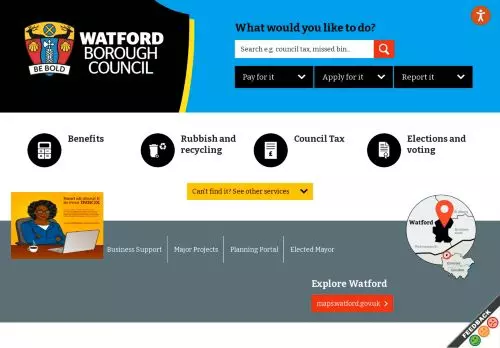 WATFORD
BOROUGH
COUNCIL
BE BOLD
What would you like to do?
Search e.g. council tax, missed bin..
Pay for it
Apply for it
Report it
Benefits
Rubbish and
recycling
Council Tax
Elections and
voting
Can't find it? See other services
Business Support
Major Projects
Planning Portal
Elected Mayor
Watford
Explore Watford
maps.watford.gov.uk
FEEDBACK